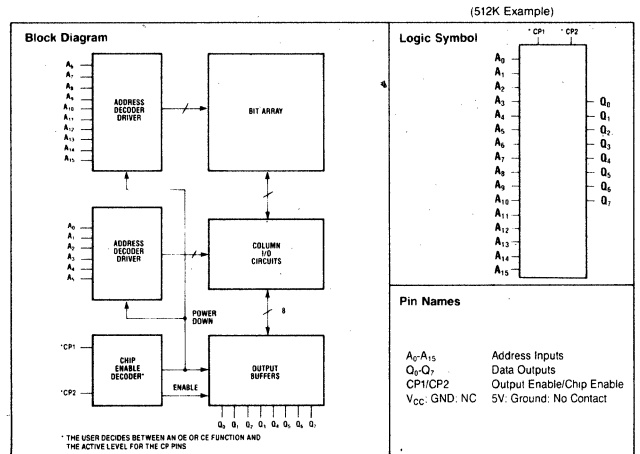 (512K Example)
Block Diagram
A6
A7
A8
A9
A10
A11
A12
A13
A14
A15
ADDRESS
DECODER
DRIVER
BIT ARRAY
A0
A1
A2
A3
A4
A5
ADDRESS
DECODER
DRIVER
COLUMN
I/O
CIRCUITS
POWER
DOWN
8
*CP1
*CP2
CHIP
ENABLE
DECODER*
ENABLE
OUTPUT
BUFFERS
Q0 Q1 Q2 Q3 Q4 Q5 Q6 Q7
* THE USER DECIDES BETWEEN AN OE OR CE FUNCTION AND
THE ACTIVE LEVEL FOR THE CP PINS
Logic Symbol
* CP1 * CP2
A0
A1
A2
A3
A4
A5
A6
A7
A8
A9
A10
A11
A12
A13
A14
A15
Q0
Q1
Q2
Q3
Q4
Q5
Q6
Q7
Pin Names
A0-A15 Address Inputs
Q0-Q7 Data Outputs
CP1/CP2 Output Enable/Chip Enable
VCC: GND: NC 5V: Ground: No Contact